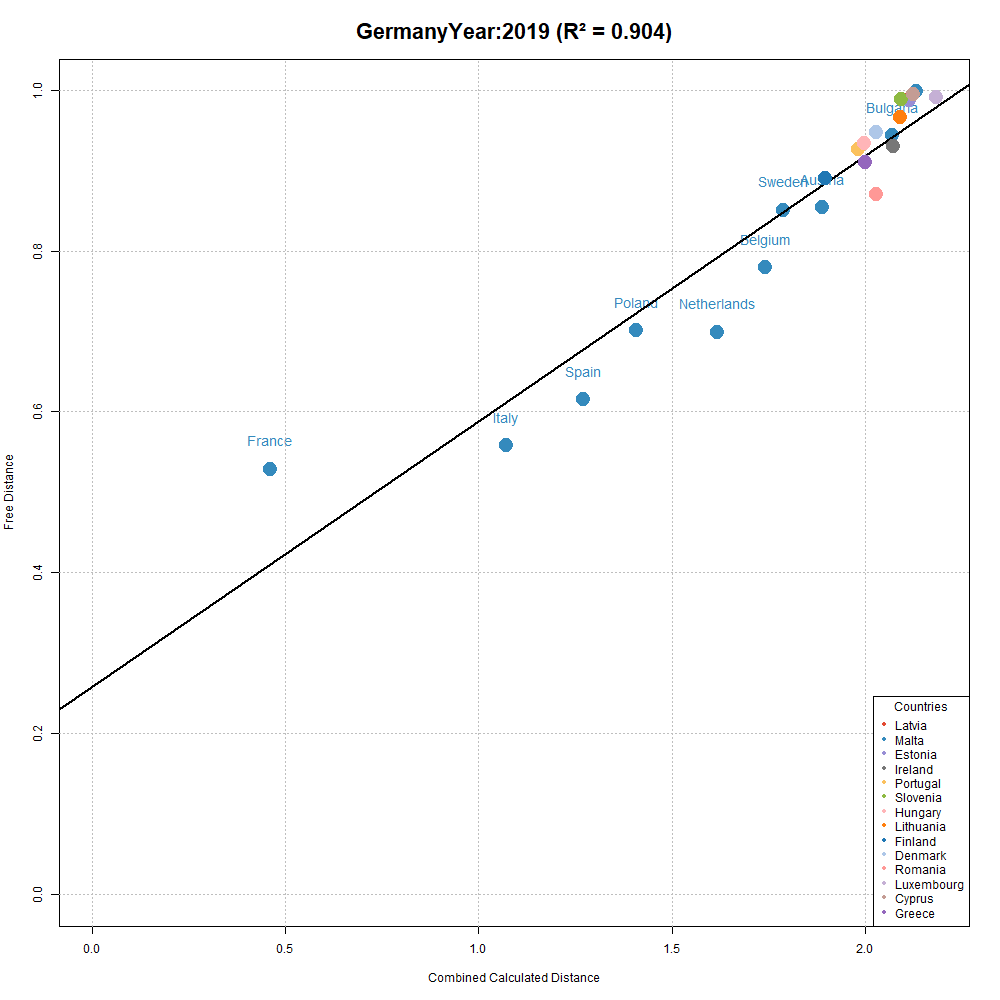 GermanyYear:2019 (R² = 0.904)
1.0
Bulgaria
Sweden
Austria
0.8
Belgium
Poland
Netherlands
Spain
0.6
Italy
France
Free Distance
0.4
0.2
0.0
Countries
Latvia
Malta
Estonia
Ireland
Portugal
Slovenia
Hungary
Lithuania
Finland
Denmark
Romania
Luxembourg
Cyprus
Greece
0.0
0.5
1.0
1.5
2.0
Combined Calculated Distance